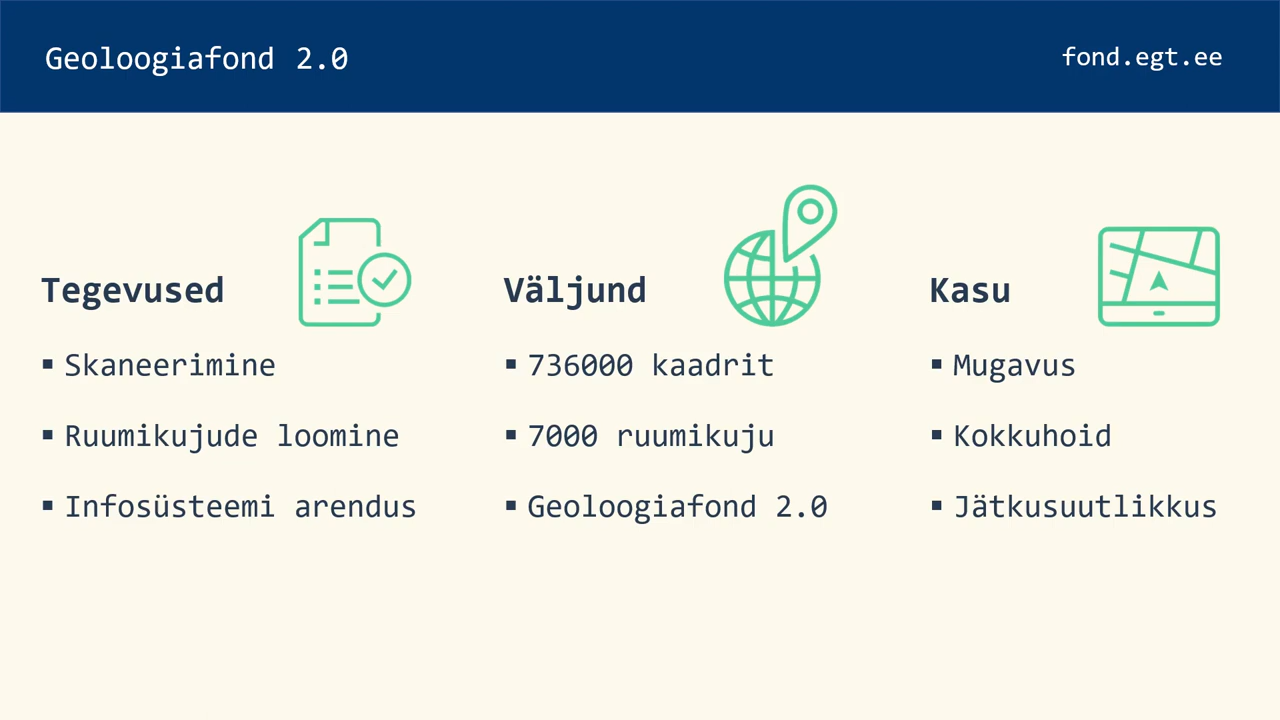 Geoloogiafond 2.0
fond.egt.ee
Tegevused
▪ Skaneerimine
▪ Ruumikujude loomine
▪ Infosüsteemi arendus
Väljund
▪ 736000 kaadrit
▪ 7000 ruumikuju
▪ Geoloogiafond 2.0
Kasu
▪ Mugavus
▪ Kokkuhoid
▪ Jätkusuutlikkus